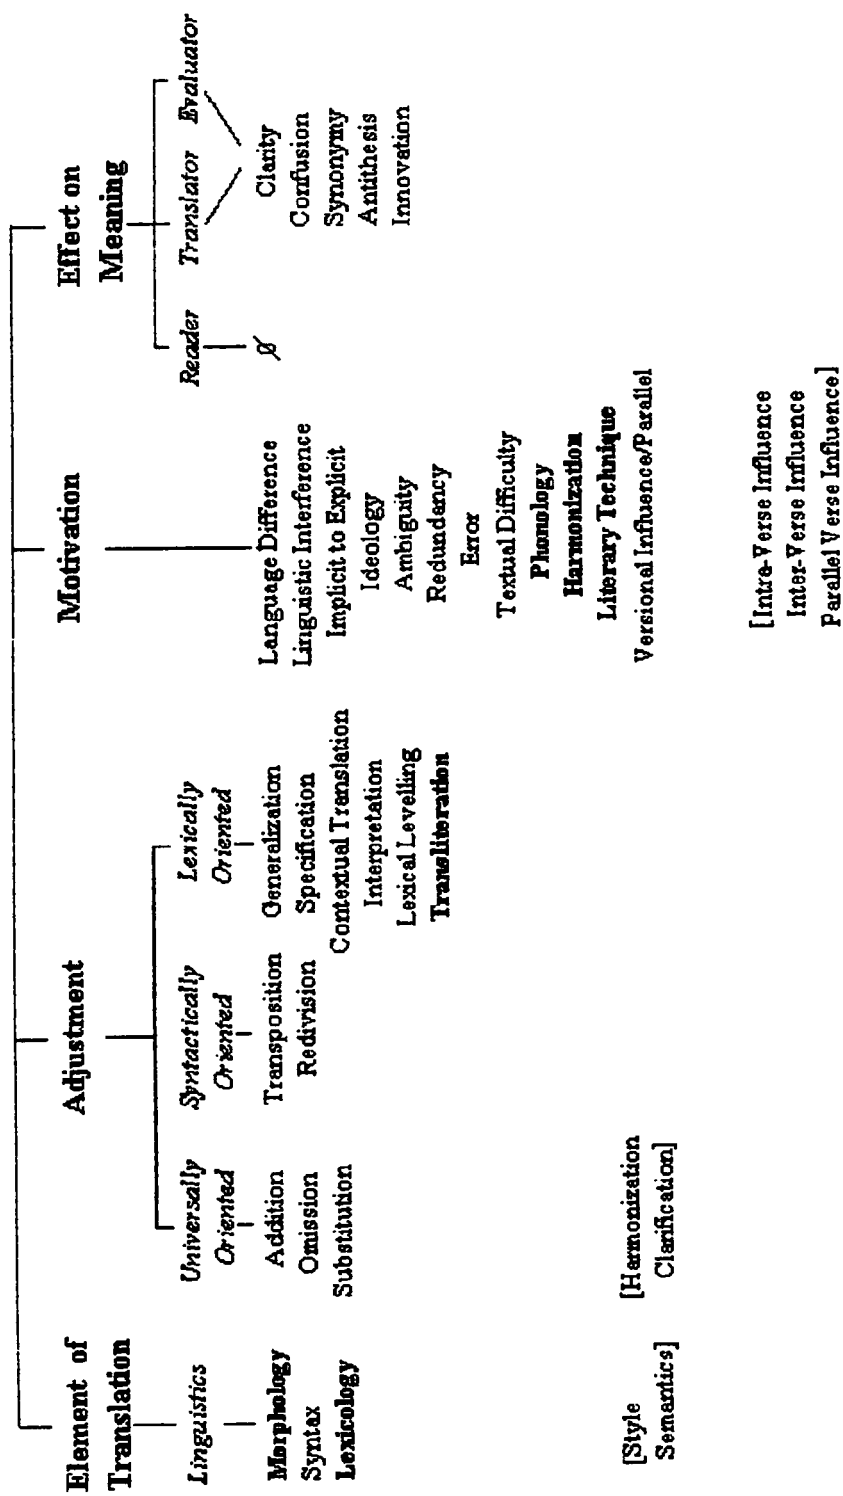 Element of
Translation
Linguistics
Morphology
Syntax
Lexicology
[Style
Semantics]
Adjustment
Universally
Oriented
Addition
Omission
Substitution
[Harmonization
Clarification]
Syntactically
Oriented
Transposition
Redivision
Lexically
Oriented
Generalization
Specification
Contextual Translation
Interpretation
Lexical Levelling
Transliteration
Motivation
Language Difference
Linguistic Interference
Implicit to Explicit
Ideology
Ambiguity
Redundancy
Error
Textual Difficulty
Phonology
Harmonization
Literary Technique
Versional Influence/Parallel
[Intra-Verse Influence
Inter-Verse Influence
Parallel Verse Influence]
Effect on
Meaning
Reader
Ø
Translator
Evaluator
Clarity
Confusion
Synonymy
Antithesis
Innovation